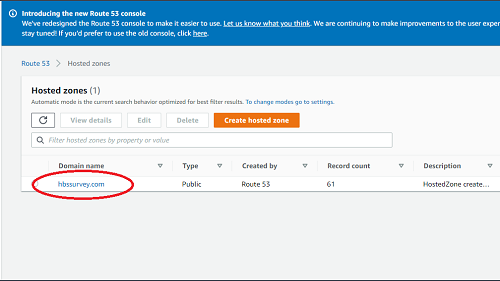 Introducing the new Route 53 console
We've redesigned the Route 53 console to make it easier to use. Let us know what you think. We are continuing to make improvements to the user exper
stay tuned! If you'd prefer to use the old console, click here.
Route 53 > Hosted zones
Hosted zones (1)
Automatic mode is the current search behavior optimized for best filter results. To change modes go to settings.
View details Edit Delete Create hosted zone
Filter hosted zones by property or value
Domain name Type Created by Record count Description
hbssurvey.com Public Route 53 61 HostedZone create...